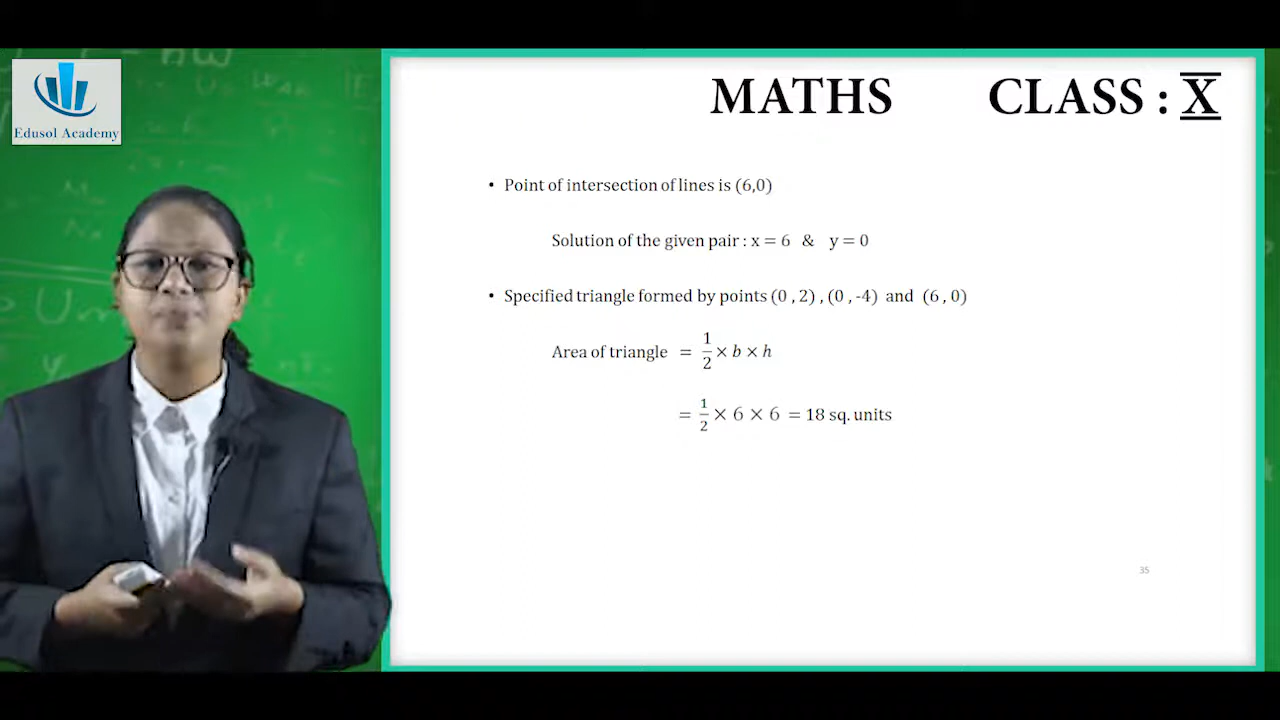 Edusol Academy
MATHS CLASS : X
• Point of intersection of lines is (6,0)
Solution of the given pair : x = 6 & y = 0
• Specified triangle formed by points (0 , 2) , (0 , -4) and (6 , 0)
Area of triangle = 1/2 × b × h
= 1/2 × 6 × 6 = 18 sq. units
35